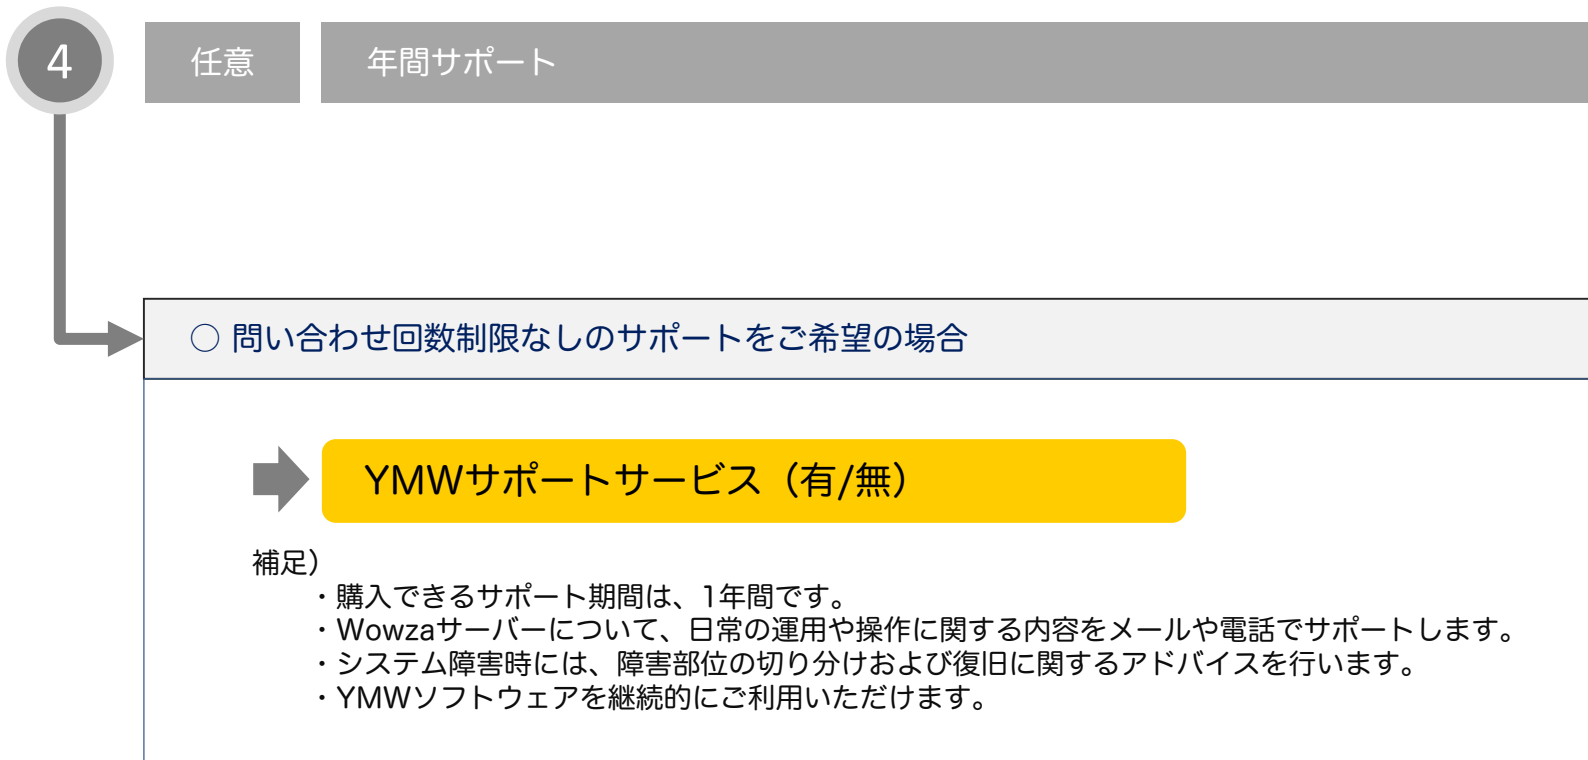 4
任意
年間サポート
○ 問い合わせ回数制限なしのサポートをご希望の場合
YMWサポートサービス（有/無）
補足）
・購入できるサポート期間は、1年間です。
・Wowzaサーバーについて、日常の運用や操作に関する内容をメールや電話でサポートします。
・システム障害時には、障害部位の切り分けおよび復旧に関するアドバイスを行います。
・YMWソフトウェアを継続的にご利用いただけます。